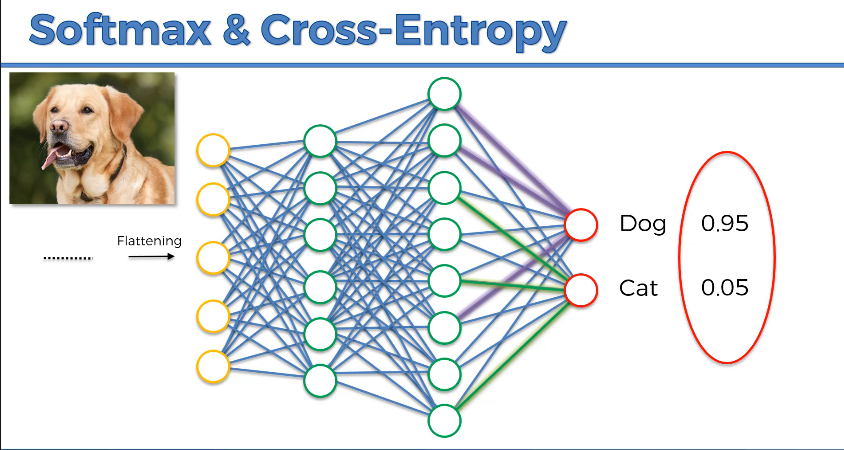 Softmax & Cross-Entropy
Flattening
Dog 0.95
Cat 0.05